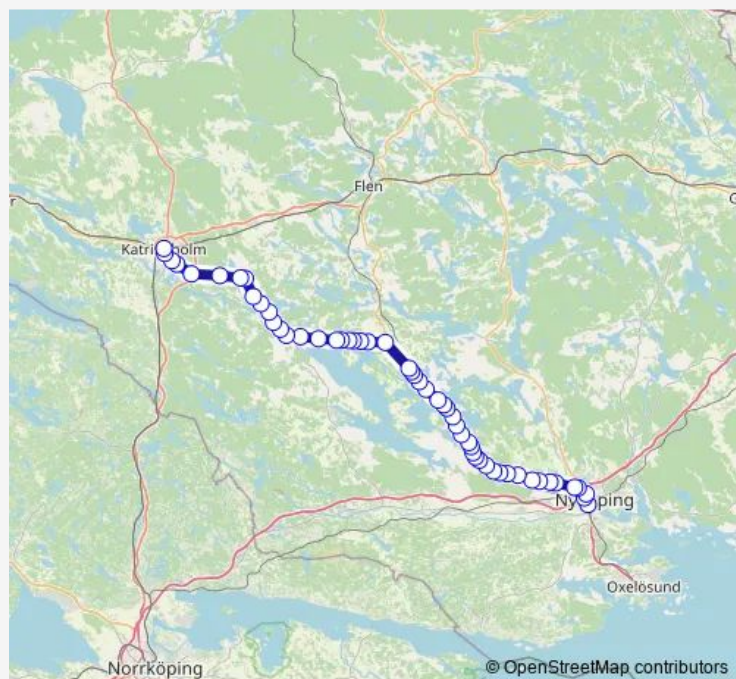 Flen
Katrineholm
Nyköping
Oxelösund
Norrköping
© OpenStreetMap contributors